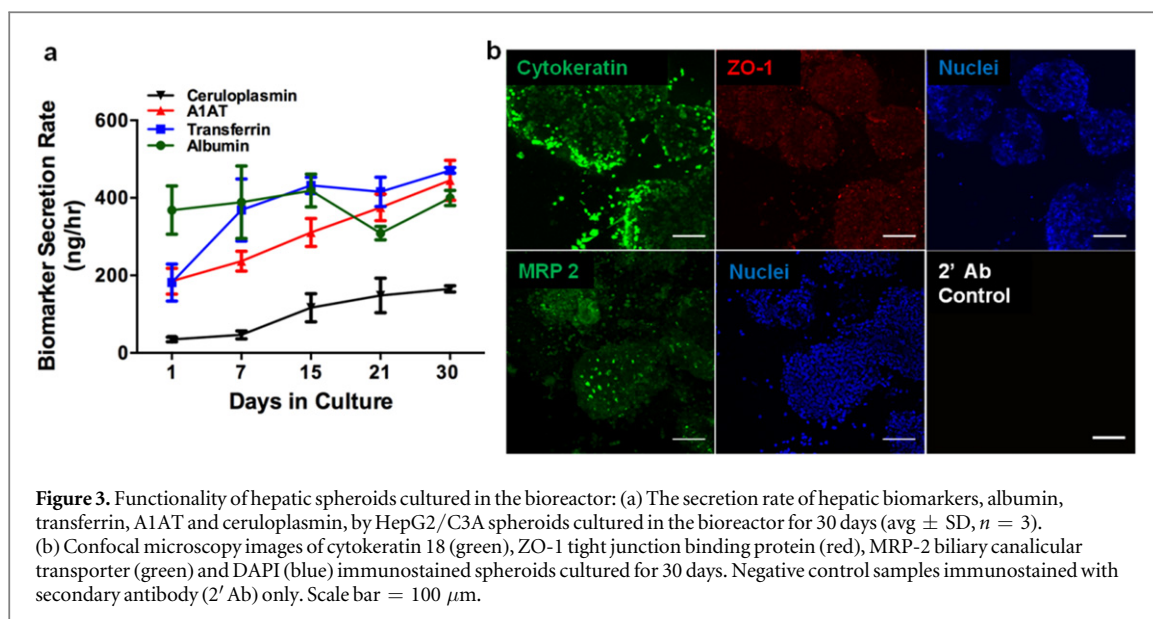 a
Ceruloplasmin
A1AT
Transferrin
Albumin
Biomarker Secretion Rate
(ng/hr)
600
400
200
0
1 7 15 21 30
Days in Culture
b
Cytokeratin
ZO-1
Nuclei
MRP 2
Nuclei
2' Ab
Control
Figure 3. Functionality of hepatic spheroids cultured in the bioreactor: (a) The secretion rate of hepatic biomarkers, albumin,
transferrin, A1AT and ceruloplasmin, by HepG2/C3A spheroids cultured in the bioreactor for 30 days (avg ± SD, n = 3).
(b) Confocal microscopy images of cytokeratin 18 (green), ZO-1 tight junction binding protein (red), MRP-2 biliary canalicular
transporter (green) and DAPI (blue) immunostained spheroids cultured for 30 days. Negative control samples immunostained with
secondary antibody (2′ Ab) only. Scale bar = 100 μm.